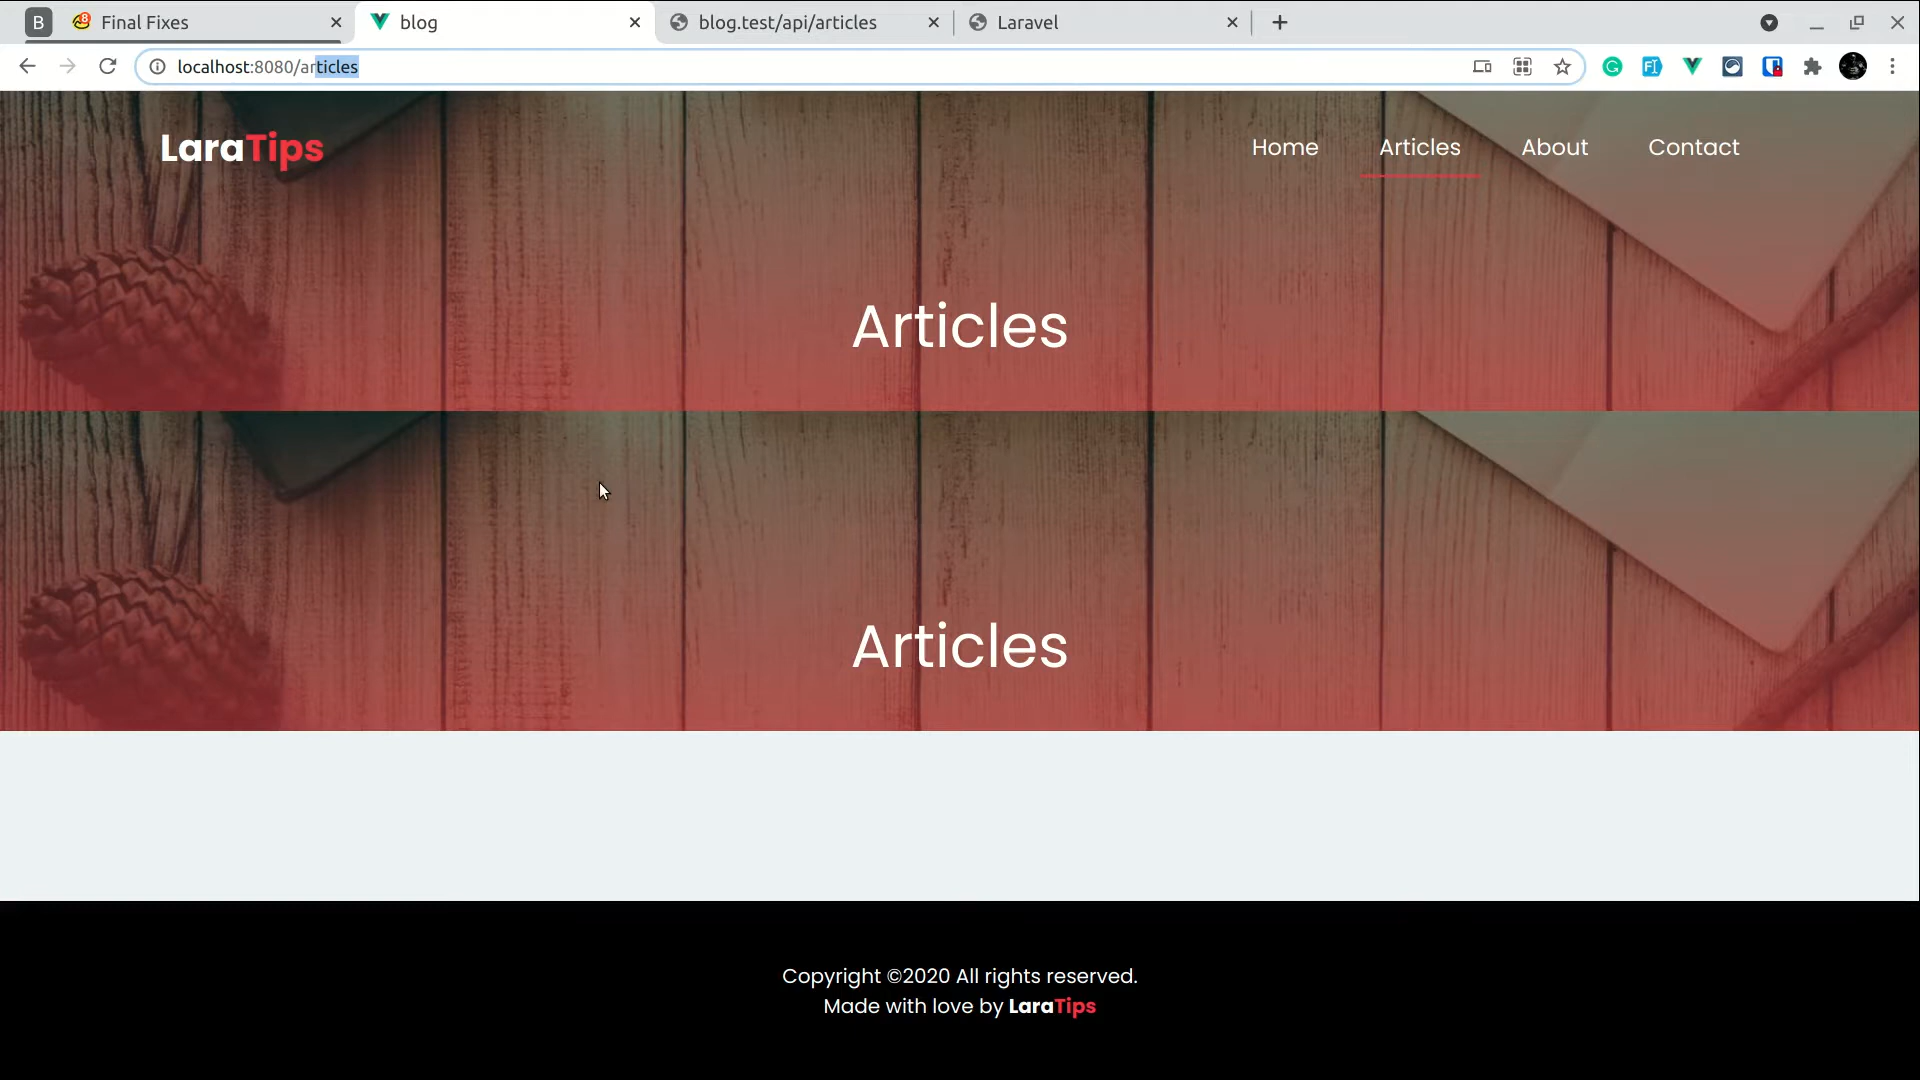 B
Final Fixes
blog
blog.test/api/articles
Laravel
localhost:8080/articles
LaraTips
Home
Articles
About
Contact
Articles
Articles
Copyright ©2020 All rights reserved.
Made with love by LaraTips